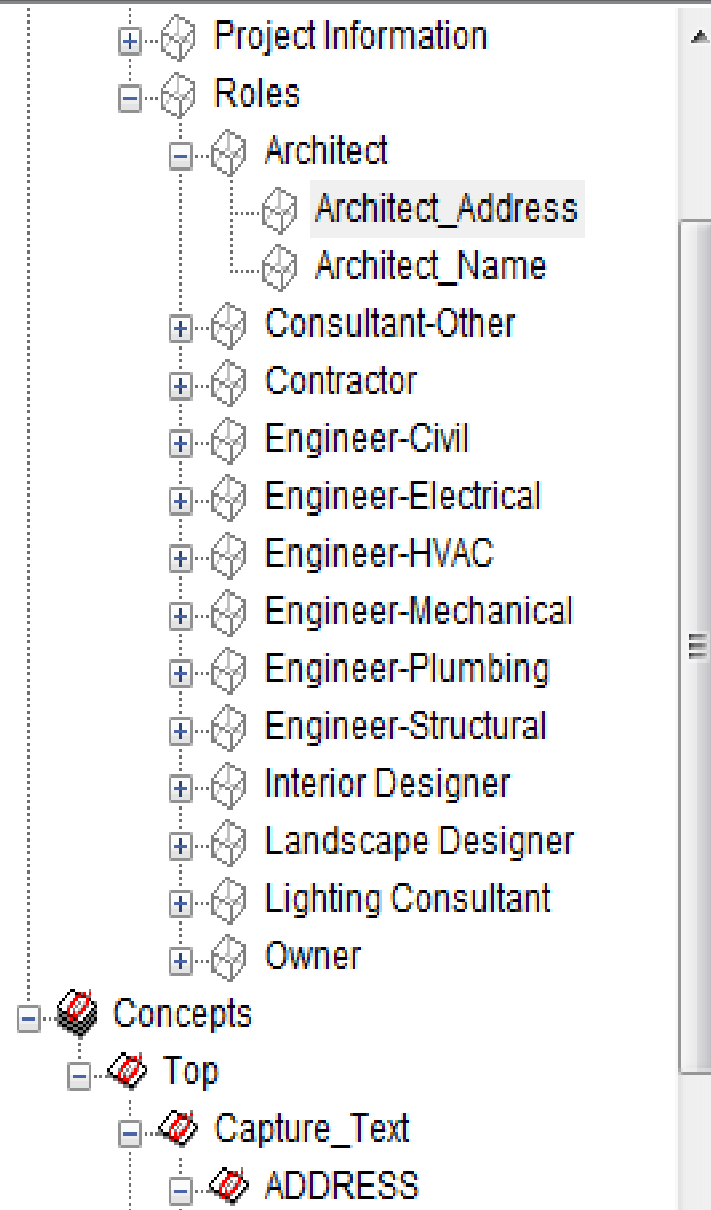 Project Information
Roles
Architect
Architect_Address
Architect_Name
Consultant-Other
Contractor
Engineer-Civil
Engineer-Electrical
Engineer-HVAC
Engineer-Mechanical
Engineer-Plumbing
Engineer-Structural
Interior Designer
Landscape Designer
Lighting Consultant
Owner
Concepts
Top
Capture_Text
ADDRESS